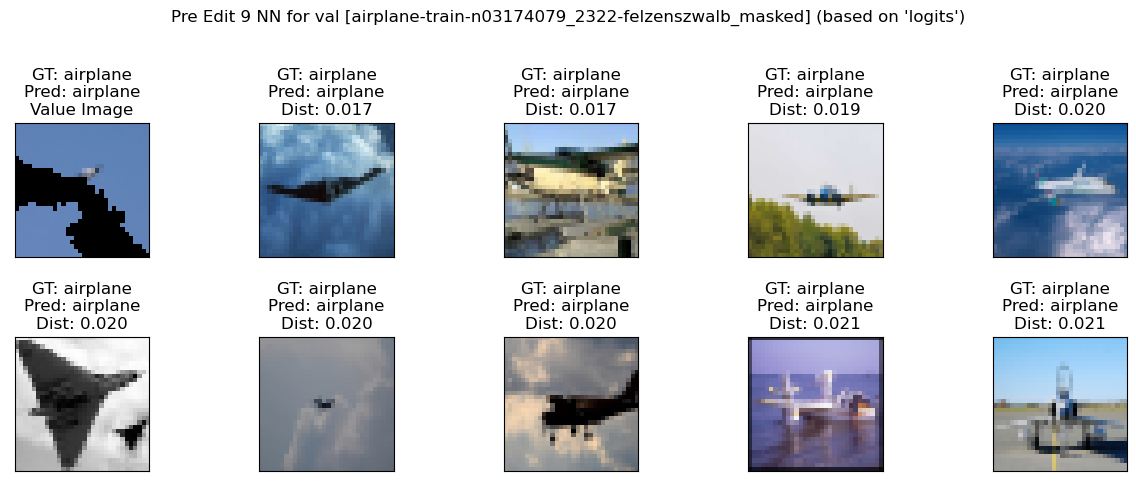 Pre Edit 9 NN for val [airplane-train-n03174079_2322-felzenszwalb_masked] (based on 'logits')
GT: airplane
Pred: airplane
Value Image
GT: airplane
Pred: airplane
Dist: 0.017
GT: airplane
Pred: airplane
Dist: 0.017
GT: airplane
Pred: airplane
Dist: 0.019
GT: airplane
Pred: airplane
Dist: 0.020
GT: airplane
Pred: airplane
Dist: 0.020
GT: airplane
Pred: airplane
Dist: 0.020
GT: airplane
Pred: airplane
Dist: 0.020
GT: airplane
Pred: airplane
Dist: 0.021
GT: airplane
Pred: airplane
Dist: 0.021